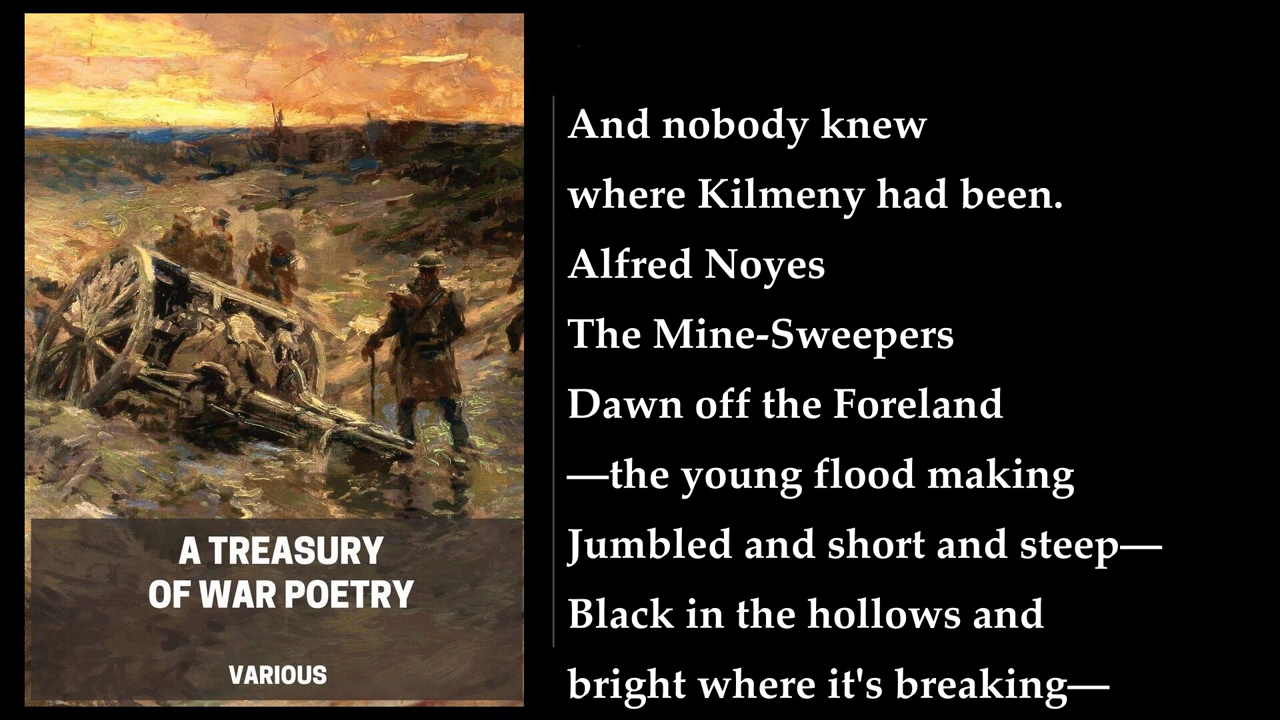 A TREASURY
OF WAR POETRY
VARIOUS
And nobody knew
where Kilmeny had been.
Alfred Noyes
The Mine-Sweepers
Dawn off the Foreland
—the young flood making
Jumbled and short and steep—
Black in the hollows and
bright where it's breaking—